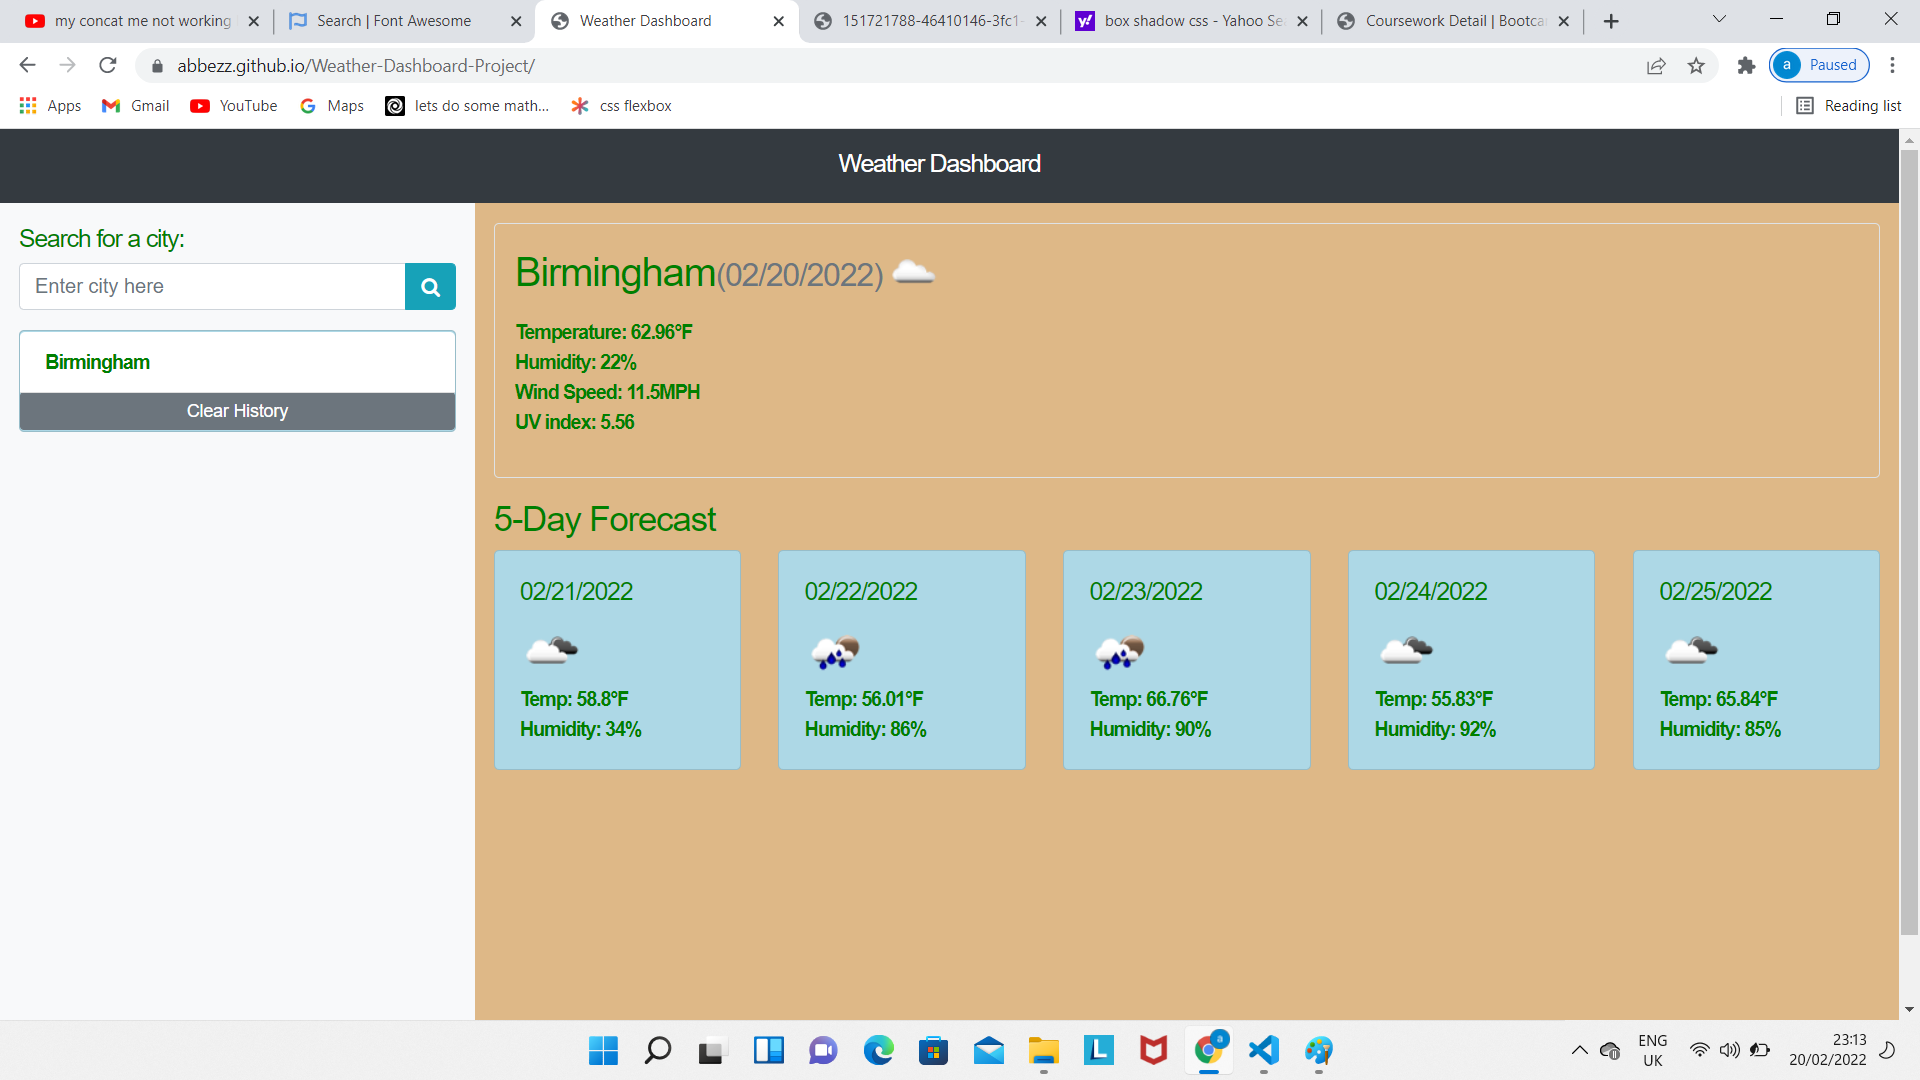 my concat me not working
Search | Font Awesome
Weather Dashboard
151721788-46410146-3fc1-
box shadow css - Yahoo Se
Coursework Detail | Bootca
abbezz.github.io/Weather-Dashboard-Project/
a Paused
Apps
Gmail
YouTube
Maps
lets do some math...
css flexbox
Reading list
Weather Dashboard
Search for a city:
Enter city here
Birmingham
Clear History
Birmingham(02/20/2022)
Temperature: 62.96°F
Humidity: 22%
Wind Speed: 11.5MPH
UV index: 5.56
5-Day Forecast
02/21/2022
Temp: 58.8°F
Humidity: 34%
02/22/2022
Temp: 56.01°F
Humidity: 86%
02/23/2022
Temp: 66.76°F
Humidity: 90%
02/24/2022
Temp: 55.83°F
Humidity: 92%
02/25/2022
Temp: 65.84°F
Humidity: 85%
ENG
UK
23:13
20/02/2022